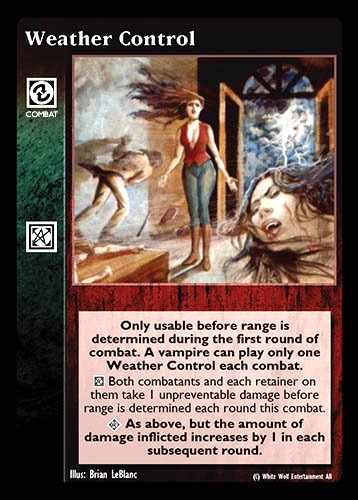 Weather Control
COMBAT
Only usable before range is
determined during the first round of
combat. A vampire can play only one
Weather Control each combat.
Both combatants and each retainer on
them take 1 unpreventable damage before
range is determined each round this combat.
As above, but the amount of
damage inflicted increases by 1 in each
subsequent round.
Illus: Brian LeBlanc
(C) White Wolf Entertainment AB